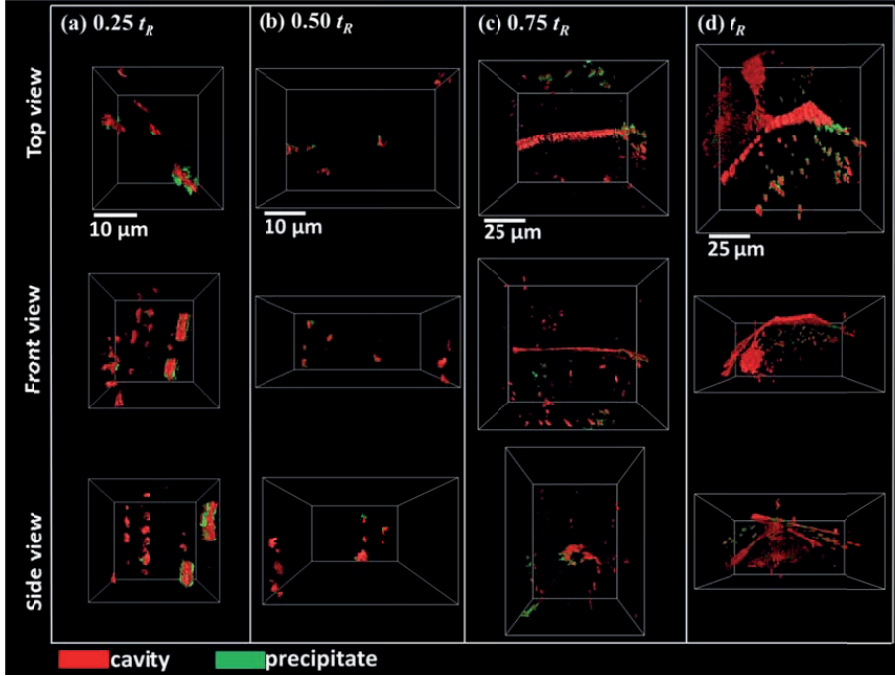 (a) 0.25 tR
(b) 0.50 tR
(c) 0.75 tR
(d) tR
Top view
10 μm
10 μm
25 μm
25 μm
Front view
Side view
cavity
precipitate